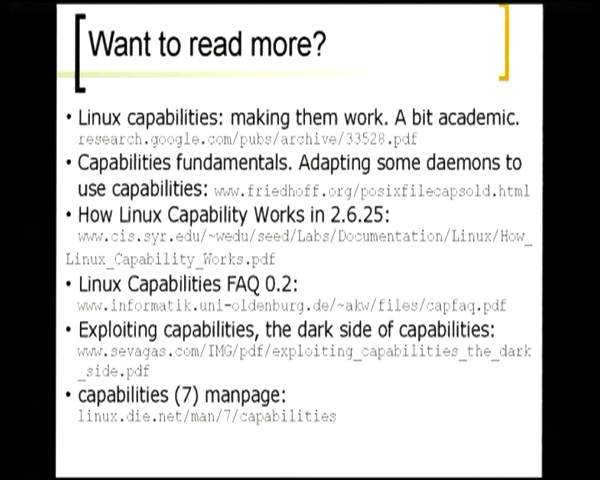 Want to read more?
• Linux capabilities: making them work. A bit academic.
research.google.com/pubs/archive/33528.pdf
• Capabilities fundamentals. Adapting some daemons to
use capabilities: www.friedhoff.org/posixfilecapsold.html
• How Linux Capability Works in 2.6.25:
www.cis.syr.edu/~wedu/seed/Labs/Documentation/Linux/How_
Linux_Capability_Works.pdf
• Linux Capabilities FAQ 0.2:
www.informatik.uni-oldenburg.de/~akw/files/capfaq.pdf
• Exploiting capabilities, the dark side of capabilities:
www.sevagas.com/IMG/pdf/exploiting_capabilities_the_dark
_side.pdf
• capabilities (7) manpage:
linux.die.net/man/7/capabilities